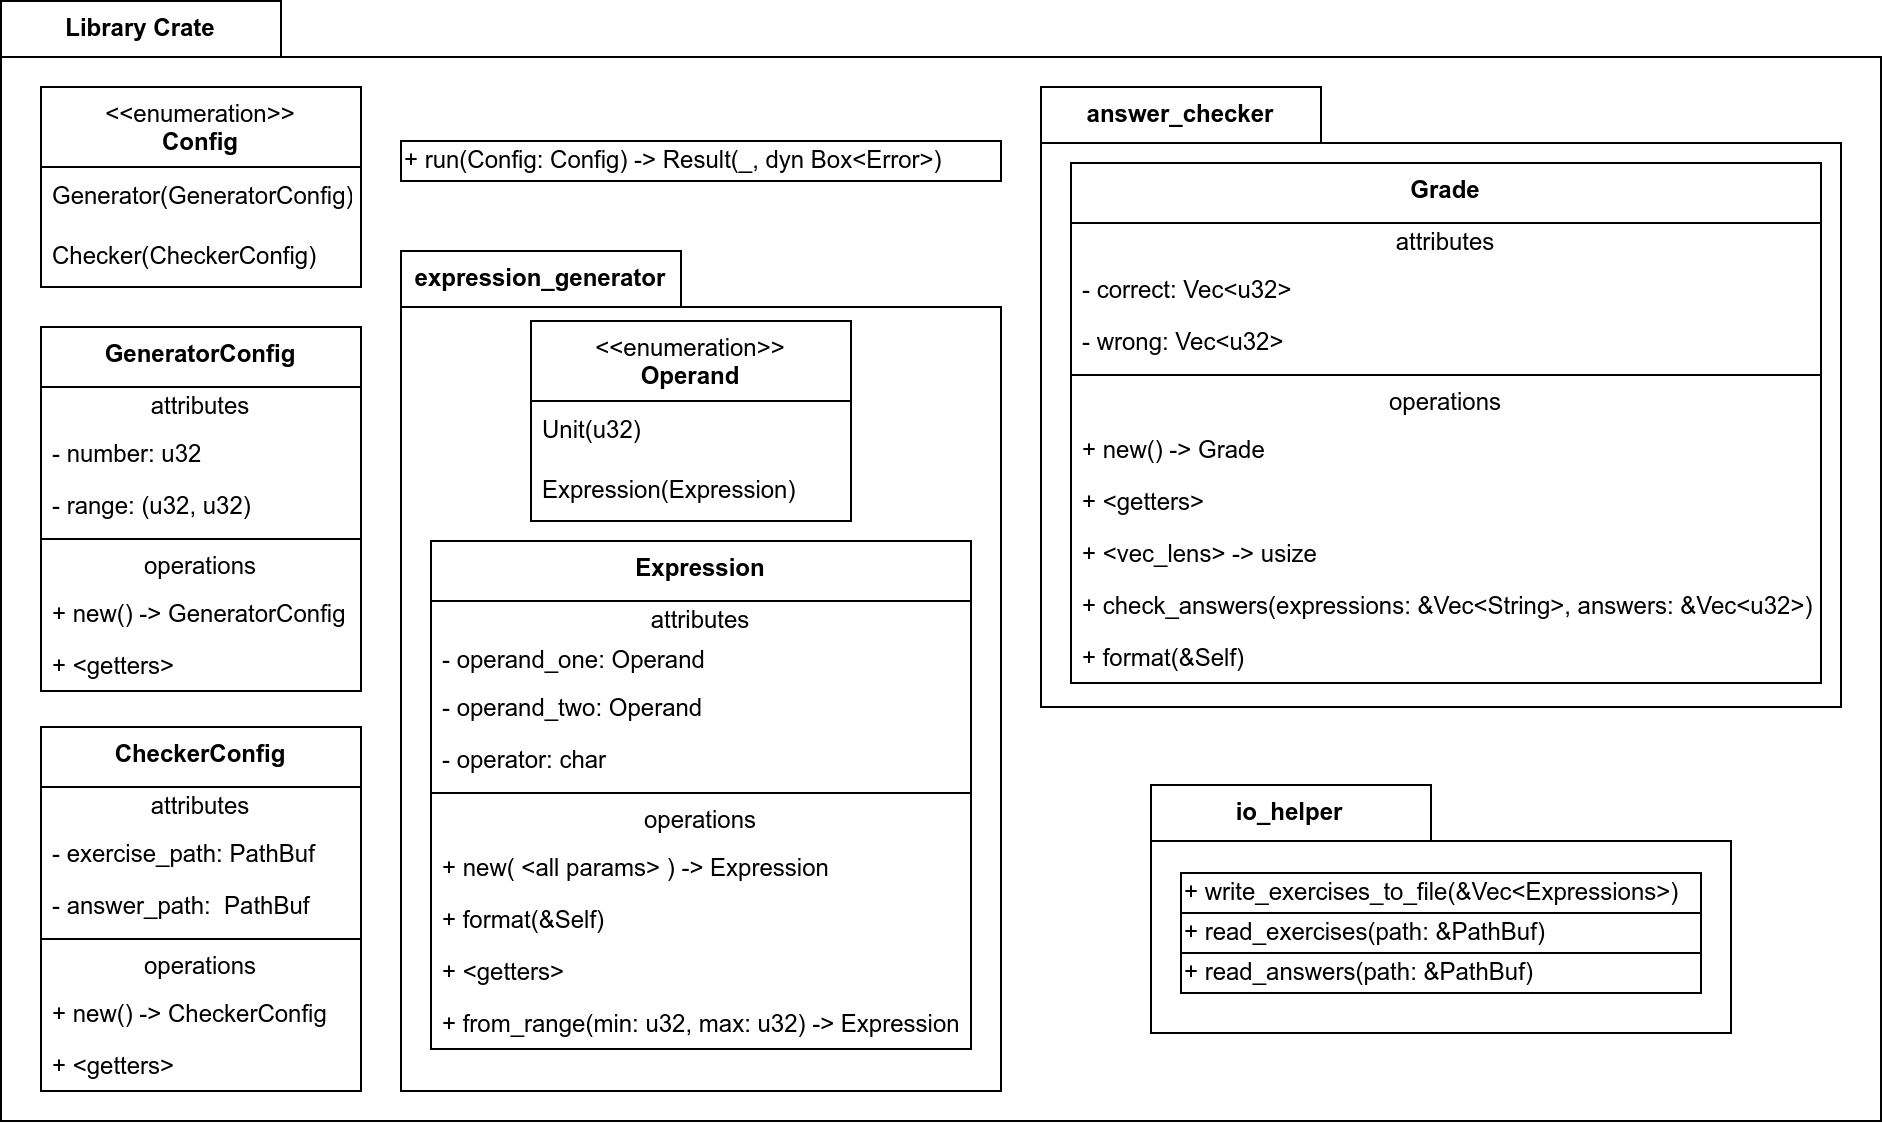 Library Crate
<<enumeration>>
Config
Generator(GeneratorConfig)
Checker(CheckerConfig)
GeneratorConfig
attributes
- number: u32
- range: (u32, u32)
operations
+ new() -> GeneratorConfig
+ <getters>
CheckerConfig
attributes
- exercise_path: PathBuf
- answer_path:  PathBuf
operations
+ new() -> CheckerConfig
+ <getters>
+ run(Config: Config) -> Result(_, dyn Box<Error>)
expression_generator
<<enumeration>>
Operand
Unit(u32)
Expression(Expression)
Expression
attributes
- operand_one: Operand
- operand_two: Operand
- operator: char
operations
+ new( <all params> ) -> Expression
+ format(&Self)
+ <getters>
+ from_range(min: u32, max: u32) -> Expression
answer_checker
Grade
attributes
- correct: Vec<u32>
- wrong: Vec<u32>
operations
+ new() -> Grade
+ <getters>
+ <vec_lens> -> usize
+ check_answers(expressions: &Vec<String>, answers: &Vec<u32>)
+ format(&Self)
io_helper
+ write_exercises_to_file(&Vec<Expressions>)
+ read_exercises(path: &PathBuf)
+ read_answers(path: &PathBuf)